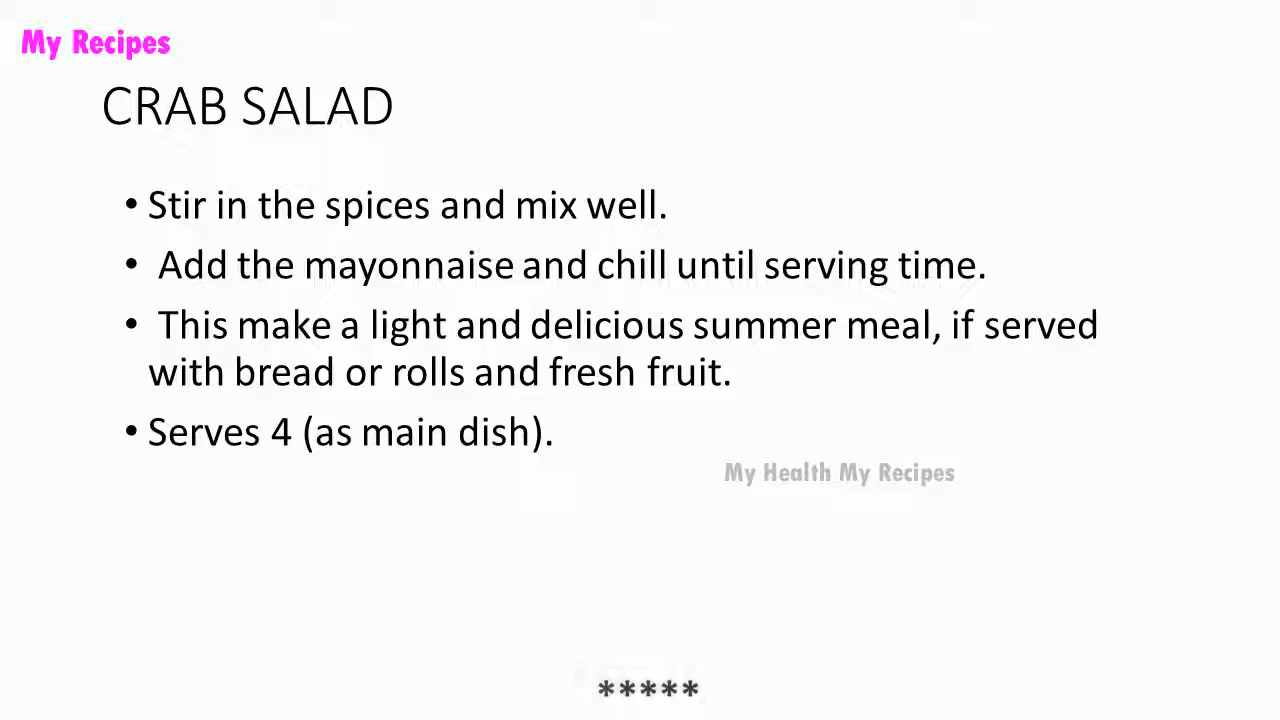 My Recipes
CRAB SALAD
• Stir in the spices and mix well.
• Add the mayonnaise and chill until serving time.
• This make a light and delicious summer meal, if served
with bread or rolls and fresh fruit.
• Serves 4 (as main dish).
My Health My Recipes
*****